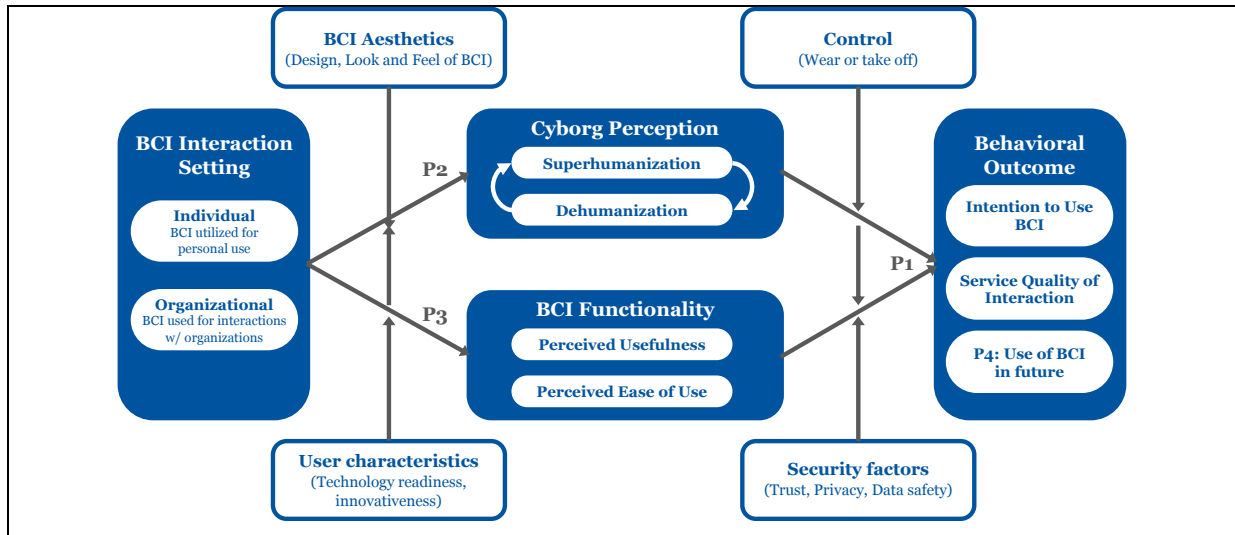 BCI Aesthetics
(Design, Look and Feel of BCI)
Control
(Wear or take off)
BCI Interaction
Setting
Individual
BCI utilized for
personal use
Organizational
BCI used for interactions
w/ organizations
P2
P3
Cyborg Perception
Superhumanization
Dehumanization
BCI Functionality
Perceived Usefulness
Perceived Ease of Use
P1
Behavioral
Outcome
Intention to Use
BCI
Service Quality of
Interaction
P4: Use of BCI
in future
User characteristics
(Technology readiness,
innovativeness)
Security factors
(Trust, Privacy, Data safety)